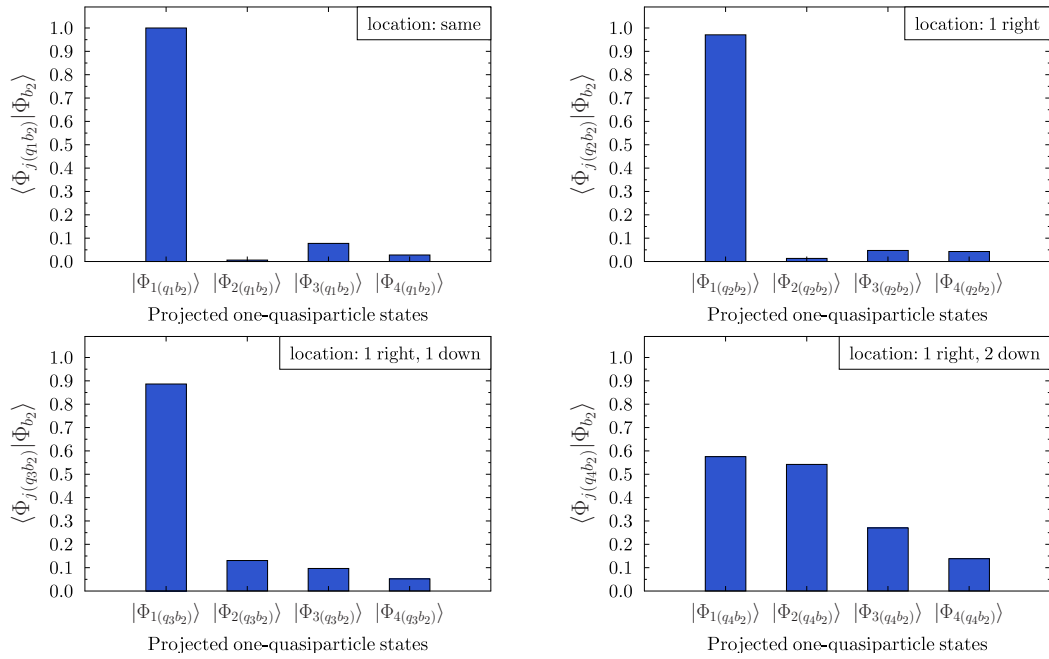 location: same
1.0
0.9
0.8
0.7
0.6
0.5
0.4
0.3
0.2
0.1
0.0
⟨Φ_{j(q_1b_2)}|Φ_{b_2}⟩
|Φ_{1(q_1b_2)}⟩ |Φ_{2(q_1b_2)}⟩ |Φ_{3(q_1b_2)}⟩ |Φ_{4(q_1b_2)}⟩
Projected one-quasiparticle states
location: 1 right
1.0
0.9
0.8
0.7
0.6
0.5
0.4
0.3
0.2
0.1
0.0
⟨Φ_{j(q_2b_2)}|Φ_{b_2}⟩
|Φ_{1(q_2b_2)}⟩ |Φ_{2(q_2b_2)}⟩ |Φ_{3(q_2b_2)}⟩ |Φ_{4(q_2b_2)}⟩
Projected one-quasiparticle states
location: 1 right, 1 down
1.0
0.9
0.8
0.7
0.6
0.5
0.4
0.3
0.2
0.1
0.0
⟨Φ_{j(q_3b_2)}|Φ_{b_2}⟩
|Φ_{1(q_3b_2)}⟩ |Φ_{2(q_3b_2)}⟩ |Φ_{3(q_3b_2)}⟩ |Φ_{4(q_3b_2)}⟩
Projected one-quasiparticle states
location: 1 right, 2 down
1.0
0.9
0.8
0.7
0.6
0.5
0.4
0.3
0.2
0.1
0.0
⟨Φ_{j(q_4b_2)}|Φ_{b_2}⟩
|Φ_{1(q_4b_2)}⟩ |Φ_{2(q_4b_2)}⟩ |Φ_{3(q_4b_2)}⟩ |Φ_{4(q_4b_2)}⟩
Projected one-quasiparticle states